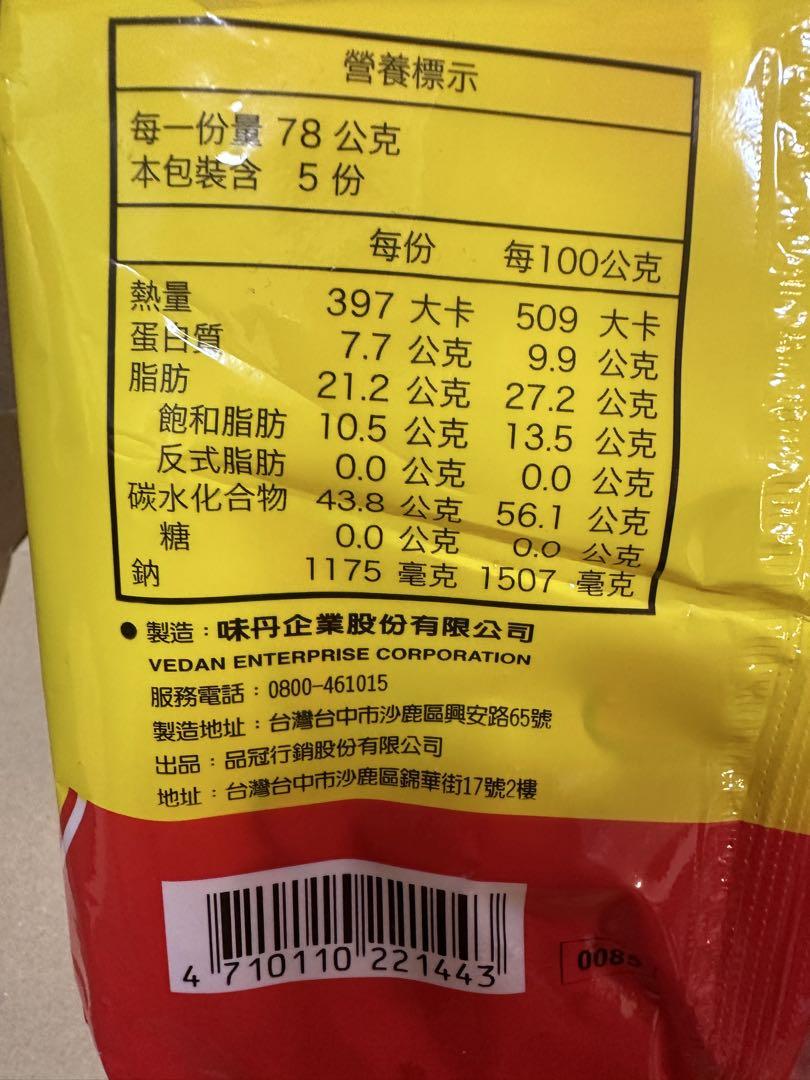 營養標示
每一份量 78 公克
本包裝含 5 份
每份 每100公克
熱量 397 大卡 509 大卡
蛋白質 7.7 公克 9.9 公克
脂肪 21.2 公克 27.2 公克
飽和脂肪 10.5 公克 13.5 公克
反式脂肪 0.0 公克 0.0 公克
碳水化合物 43.8 公克 56.1 公克
糖 0.0 公克 0.0 公克
鈉 1175 毫克 1507 毫克
● 製造：味丹企業股份有限公司
VEDAN ENTERPRISE CORPORATION
服務電話：0800-461015
製造地址：台灣台中市沙鹿區興安路65號
出品：品冠行銷股份有限公司
地址：台灣台中市沙鹿區錦華街17號2樓
4 710110 221443